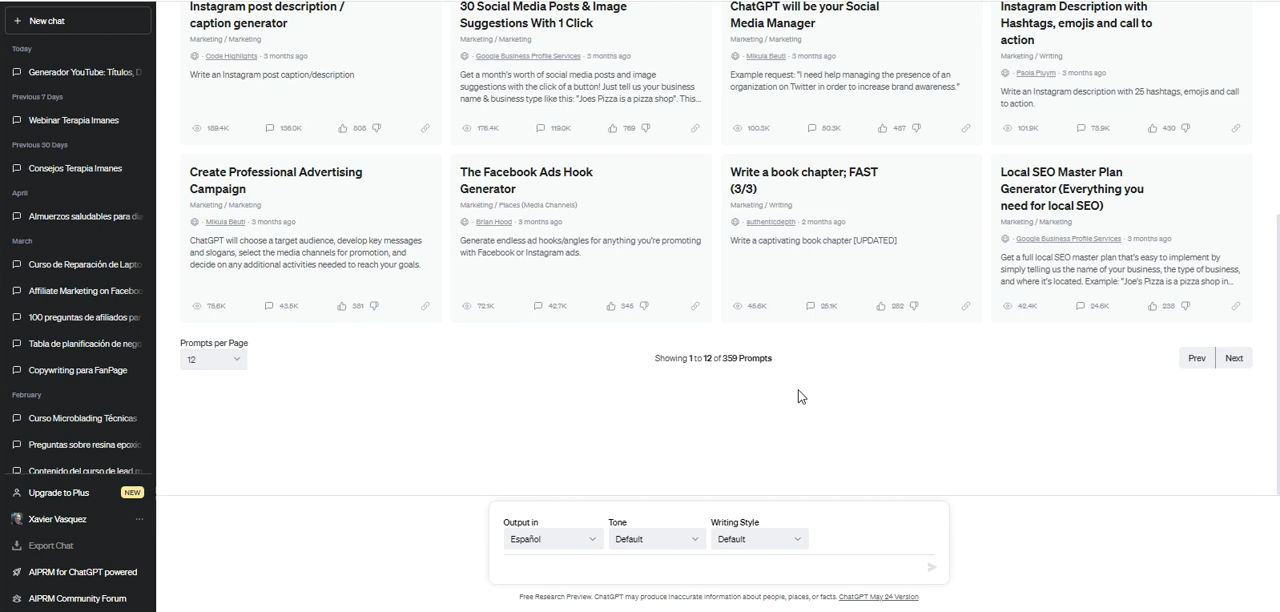 New chat
Today
Generador YouTube: Títulos, D
Previous 7 Days
Webinar Terapia Imanes
Previous 30 Days
Consejos Terapia Imanes
April
Almuerzos saludables para dia
March
Curso de Reparación de Lapto
Affiliate Marketing on Faceboo
100 preguntas de afiliados par
Tabla de planificación de nego
Copywriting para FanPage
February
Curso Microblading Técnicas
Preguntas sobre resina epoxic
Contenido del curso de lead m
Upgrade to Plus
NEW
Xavier Vasquez
Export Chat
AIPRM for ChatGPT powered
AIPRM Community Forum
Instagram post description /
caption generator
Marketing / Marketing
Code Highlights · 3 months ago
Write an Instagram post caption/description
189.4K 136.0K 806
30 Social Media Posts & Image
Suggestions With 1 Click
Marketing / Marketing
Google Business Profile Services · 3 months ago
Get a month's worth of social media posts and image
suggestions with the click of a button! Just tell us your business
name & business type like this: "Joes Pizza is a pizza shop". This...
176.4K 119.0K 769
ChatGPT will be your Social
Media Manager
Marketing / Marketing
Mikula Beutl · 3 months ago
Example request: "I need help managing the presence of an
organization on Twitter in order to increase brand awareness."
100.3K 50.3K 487
Instagram Description with
Hashtags, emojis and call to
action
Marketing / Writing
Paola Pluym · 3 months ago
Write an Instagram description with 25 hashtags, emojis and call
to action.
101.9K 78.9K 430
Create Professional Advertising
Campaign
Marketing / Marketing
Mikula Beutl · 3 months ago
ChatGPT will choose a target audience, develop key messages
and slogans, select the media channels for promotion, and
decide on any additional activities needed to reach your goals.
75.6K 43.5K 381
The Facebook Ads Hook
Generator
Marketing / Places (Media Channels)
Brian Hood · 3 months ago
Generate endless ad hooks/angles for anything you're promoting
with Facebook or Instagram ads.
72.1K 42.7K 345
Write a book chapter; FAST
(3/3)
Marketing / Writing
authenticdepth · 2 months ago
Write a captivating book chapter [UPDATED]
45.6K 25.1K 282
Local SEO Master Plan
Generator (Everything you
need for local SEO)
Marketing / Marketing
Google Business Profile Services · 3 months ago
Get a full local SEO master plan that's easy to implement by
simply telling us the name of your business, the type of business,
and where it's located. Example: "Joe's Pizza is a pizza shop in...
42.4K 24.6K 238
Prompts per Page
12
Showing 1 to 12 of 359 Prompts
Prev
Next
Output in
Tone
Writing Style
Español
Default
Default
Free Research Preview. ChatGPT may produce inaccurate information about people, places, or facts. ChatGPT May 24 Version